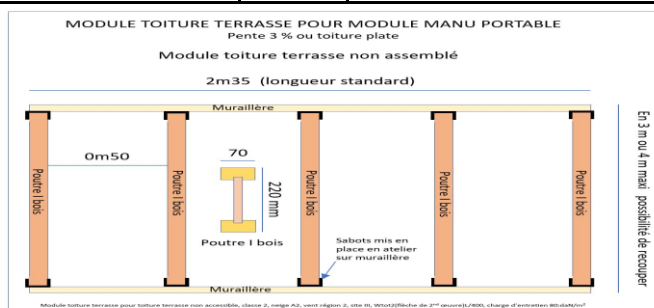 MODULE TOITURE TERRASSE POUR MODULE MANU PORTABLE
Pente 3 % ou toiture plate
Module toiture terrasse non assemblé
2m35 (longueur standard)
Muraillère
Poutre I bois
0m50
Poutre I bois
70
220 mm
Poutre I bois
Poutre I bois
Poutre I bois
Poutre I bois
Sabots mis en
place en atelier
sur muraillère
En 3 m ou 4 m maxi possibilité de recouper
Muraillère
Module toiture terrasse pour toiture terrasse non accessible, classe 2, neige A2, vent région 2, site III, Wtot2(flèche de 2nd œuvre)L/400, charge d'entretien 80 daN/m²